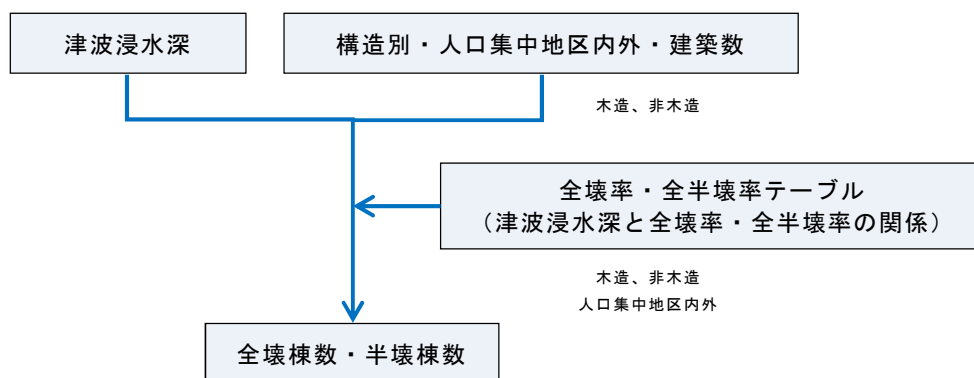 津波浸水深
構造別・人口集中地区内外・建築数
木造、非木造
全壊率・全半壊率テーブル
（津波浸水深と全壊率・全半壊率の関係）
木造、非木造
人口集中地区内外
全壊棟数・半壊棟数